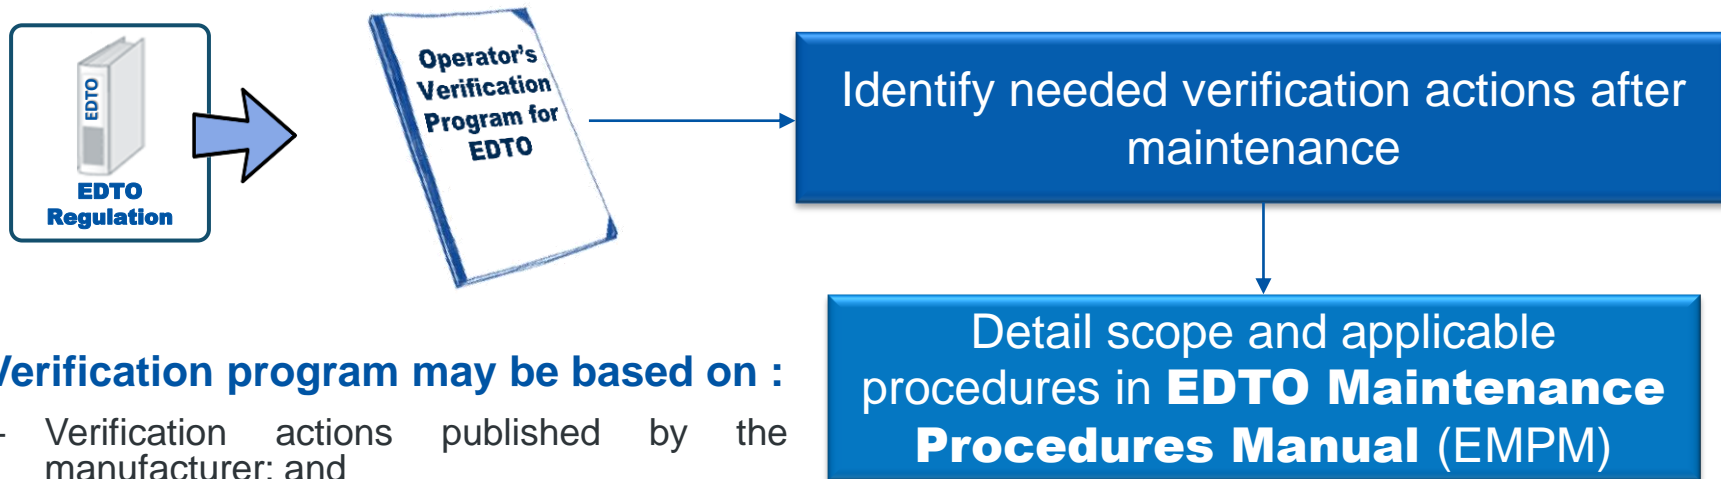 EDTO
EDTO
Regulation
Operator's
Verification
Program for
EDTO
Identify needed verification actions after
maintenance
Detail scope and applicable
procedures in EDTO Maintenance
Procedures Manual (EMPM)
Verification program may be based on :
- Verification actions published by the
manufacturer; and